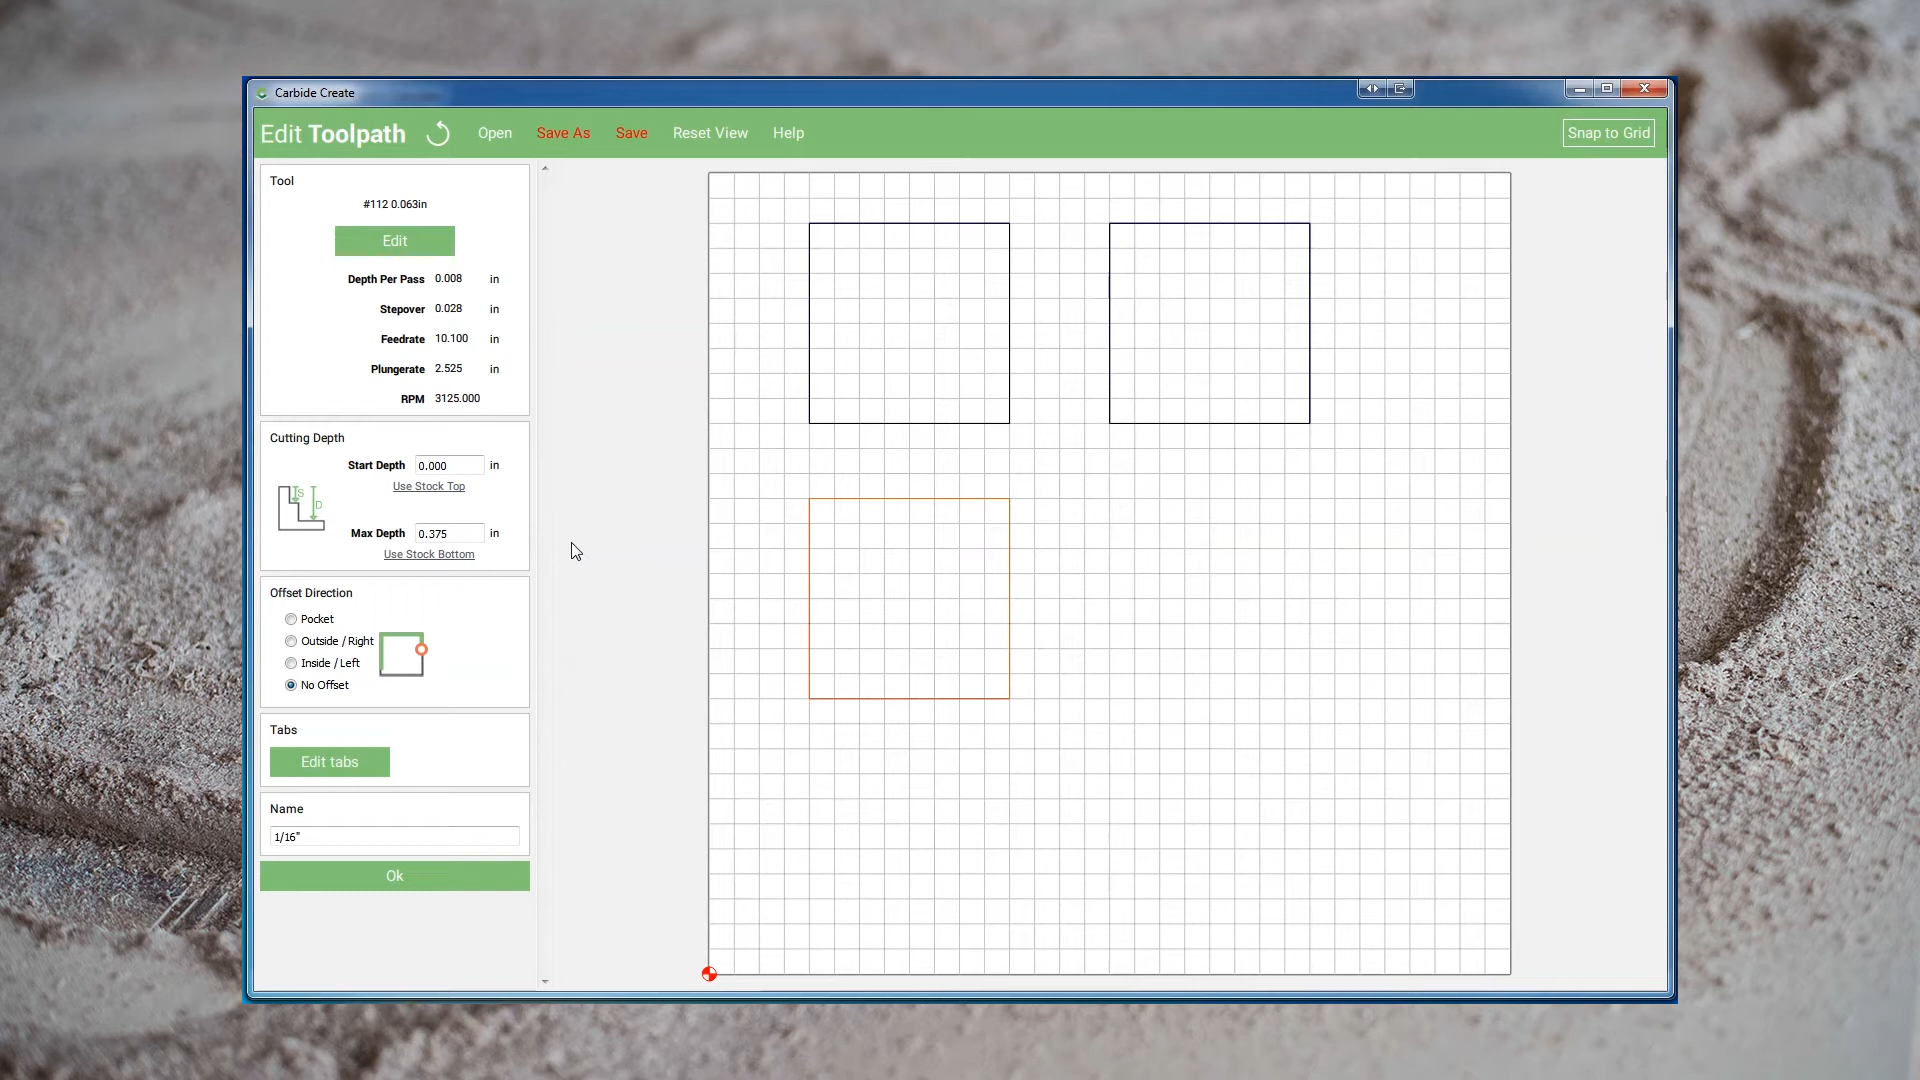 Carbide Create
Edit Toolpath Open Save As Save Reset View Help Snap to Grid
Tool
#112 0.063in
Edit
Depth Per Pass 0.008 in
Stepover 0.028 in
Feedrate 10.100 in
Plungerate 2.525 in
RPM 3125.000
Cutting Depth
Start Depth 0.000 in
Use Stock Top
S
D
Max Depth 0.375 in
Use Stock Bottom
Offset Direction
Pocket
Outside / Right
Inside / Left
No Offset
Tabs
Edit tabs
Name
1/16"
Ok